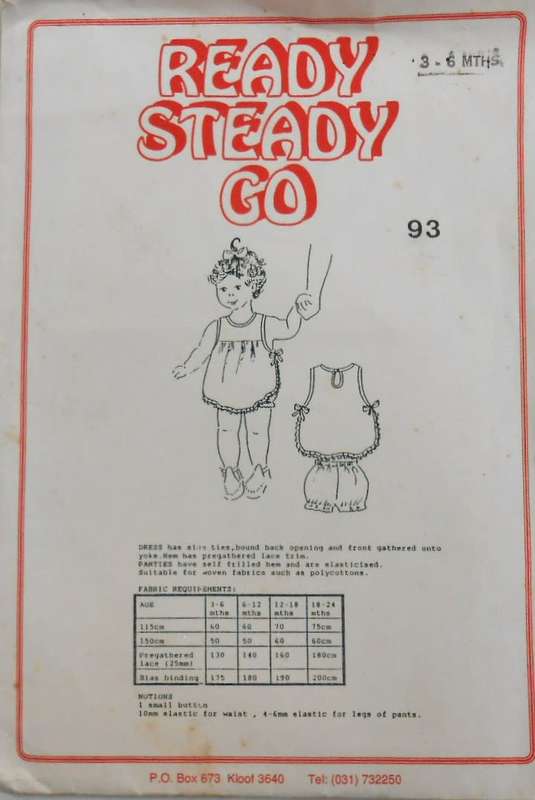 READY
STEADY
GO
3 - 6 MTHS
93
DRESS has side ties,bound back opening and front gathered onto
yoke.Hem has pregathered lace trim.
PANTIES have self frilled hem and are elasticised.
Suitable for woven fabrics such as polycottons.
FABRIC REQUIREMENTS:
AGE 3-6 mths 6-12 mths 12-18 mths 18-24 mths
115cm 60 60 70 75cm
150cm 50 50 60 60cm
Pregathered lace (25mm) 130 140 160 180cm
Bias binding 175 180 190 200cm
NOTIONS
1 small button
10mm elastic for waist , 4-6mm elastic for legs of pants.
P.O. Box 673 Kloof 3640 Tel: (031) 732250